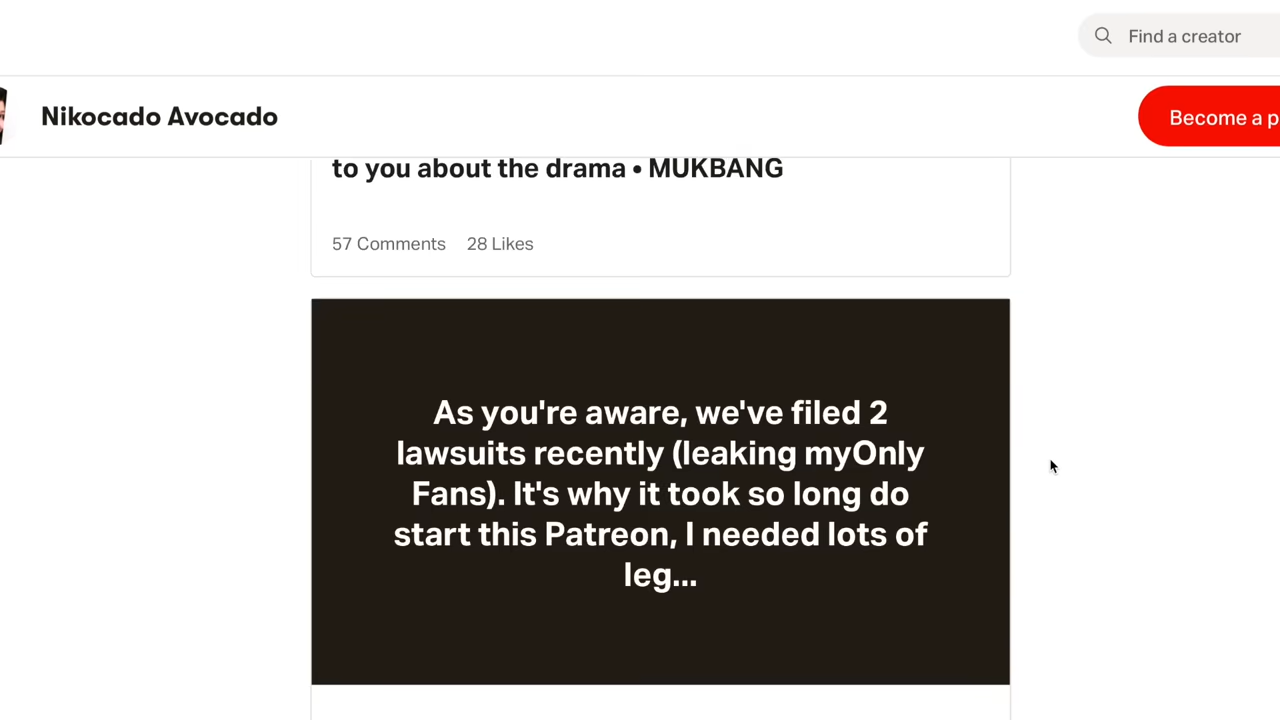 Find a creator
Nikocado Avocado
Become a p
to you about the drama • MUKBANG
57 Comments 28 Likes
As you're aware, we've filed 2
lawsuits recently (leaking myOnly
Fans). It's why it took so long do
start this Patreon, I needed lots of
leg...